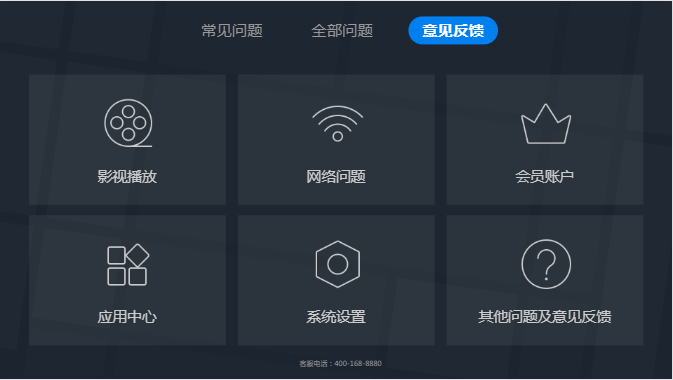 常见问题 全部问题 意见反馈
影视播放 网络问题 会员账户
应用中心 系统设置 其他问题及意见反馈
客服电话：400-168-8880